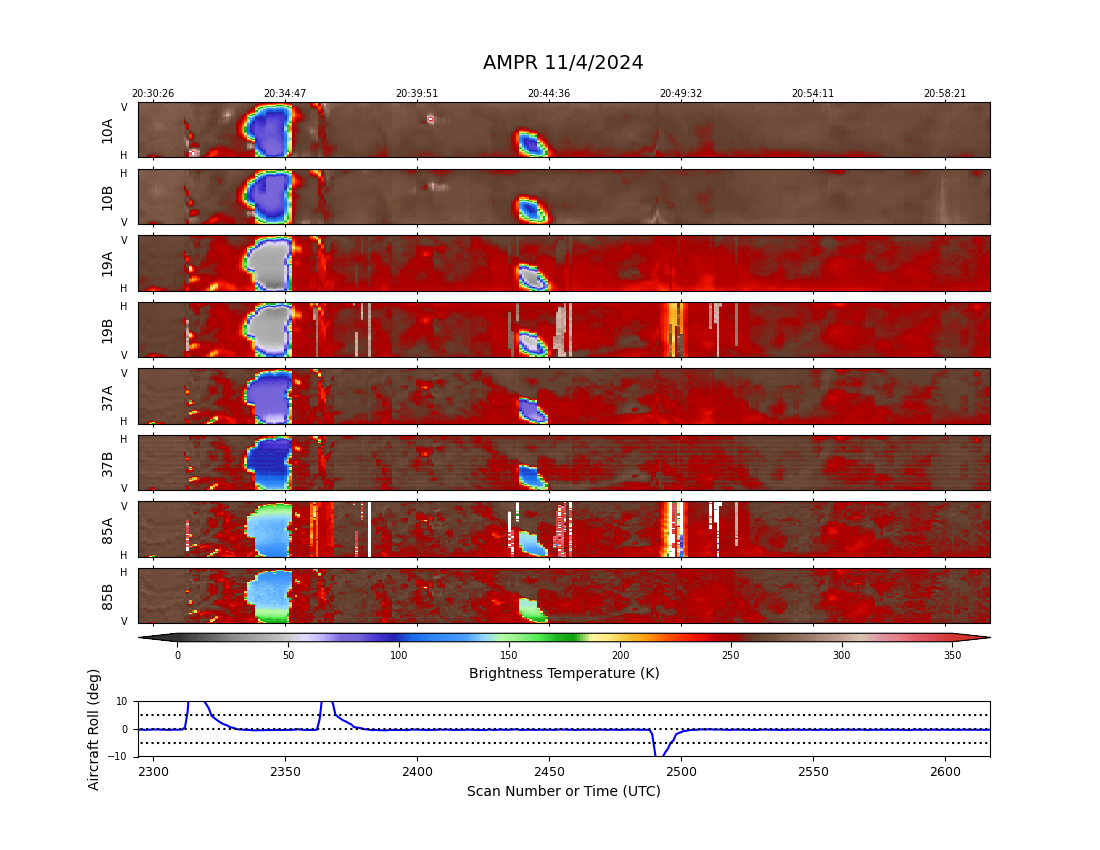 AMPR 11/4/2024
20:30:26 20:34:47 20:39:51 20:44:36 20:49:32 20:54:11 20:58:21
V
10A
H
H
10B
V
V
19A
H
H
19B
V
V
37A
H
H
37B
V
V
85A
H
H
85B
V
0 50 100 150 200 250 300 350
Brightness Temperature (K)
Aircraft Roll (deg)
10
0
−10
2300 2350 2400 2450 2500 2550 2600
Scan Number or Time (UTC)